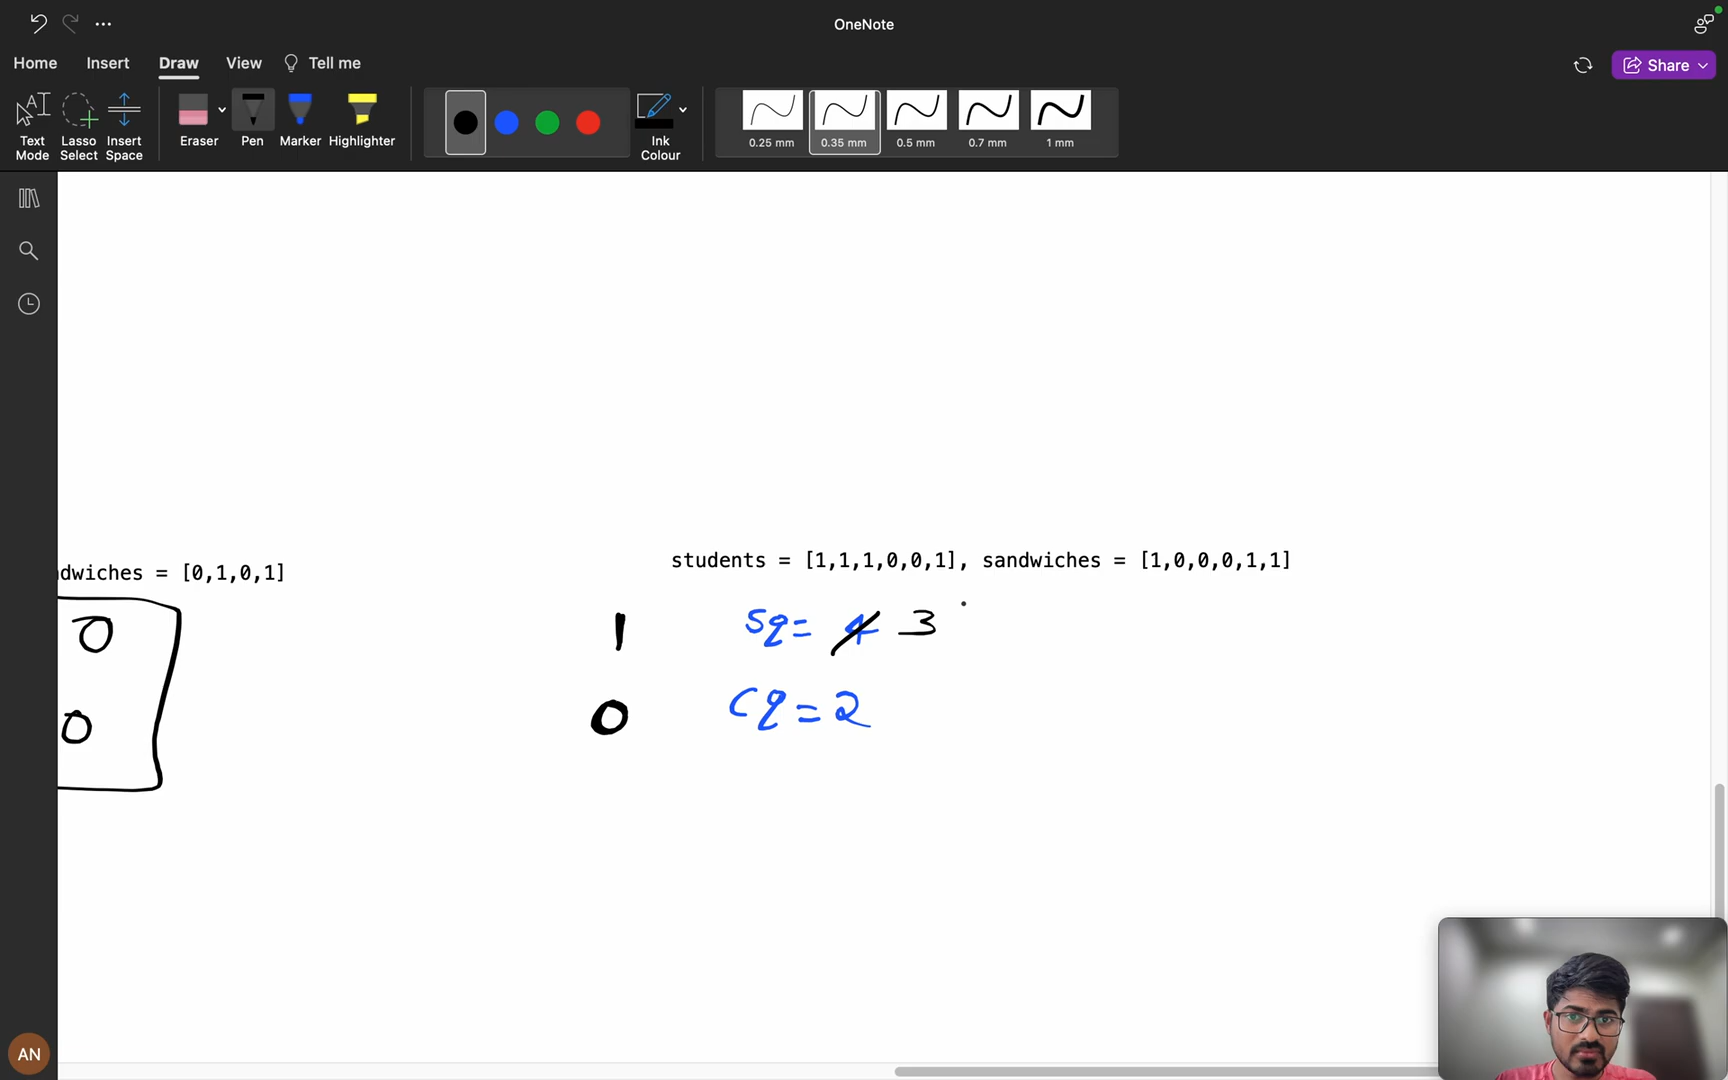 OneNote
Home Insert Draw View Tell me
Share
Text Mode
Lasso Select
Insert Space
Eraser
Pen
Marker
Highlighter
Ink Colour
0.25 mm
0.35 mm
0.5 mm
0.7 mm
1 mm
dwiches = [0,1,0,1]
students = [1,1,1,0,0,1], sandwiches = [1,0,0,0,1,1]
0 1 Sq= 4 3
0 0 Cq=2
AN